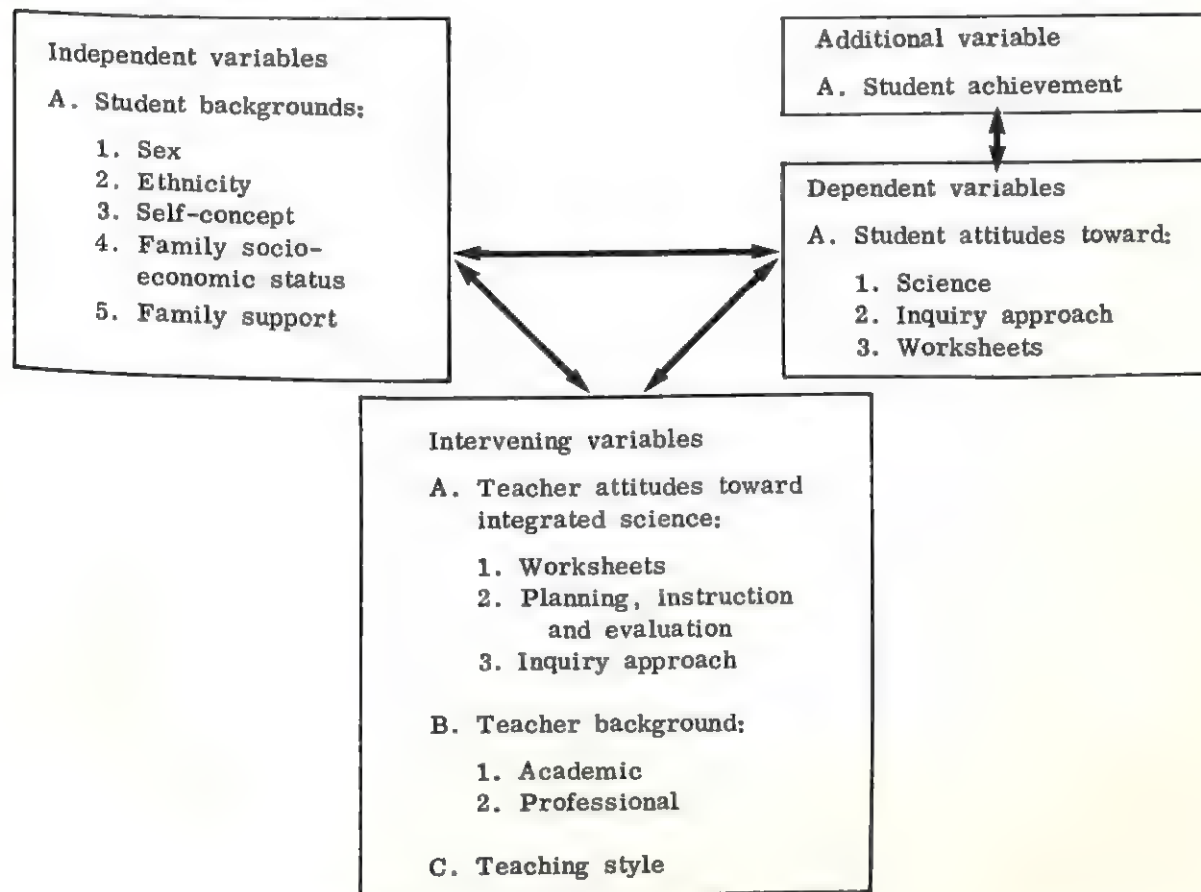 Independent variables
A. Student backgrounds:
1. Sex
2. Ethnicity
3. Self-concept
4. Family socio-
economic status
5. Family support
Additional variable
A. Student achievement
Dependent variables
A. Student attitudes toward:
1. Science
2. Inquiry approach
3. Worksheets
Intervening variables
A. Teacher attitudes toward
integrated science:
1. Worksheets
2. Planning, instruction
and evaluation
3. Inquiry approach
B. Teacher background:
1. Academic
2. Professional
C. Teaching style